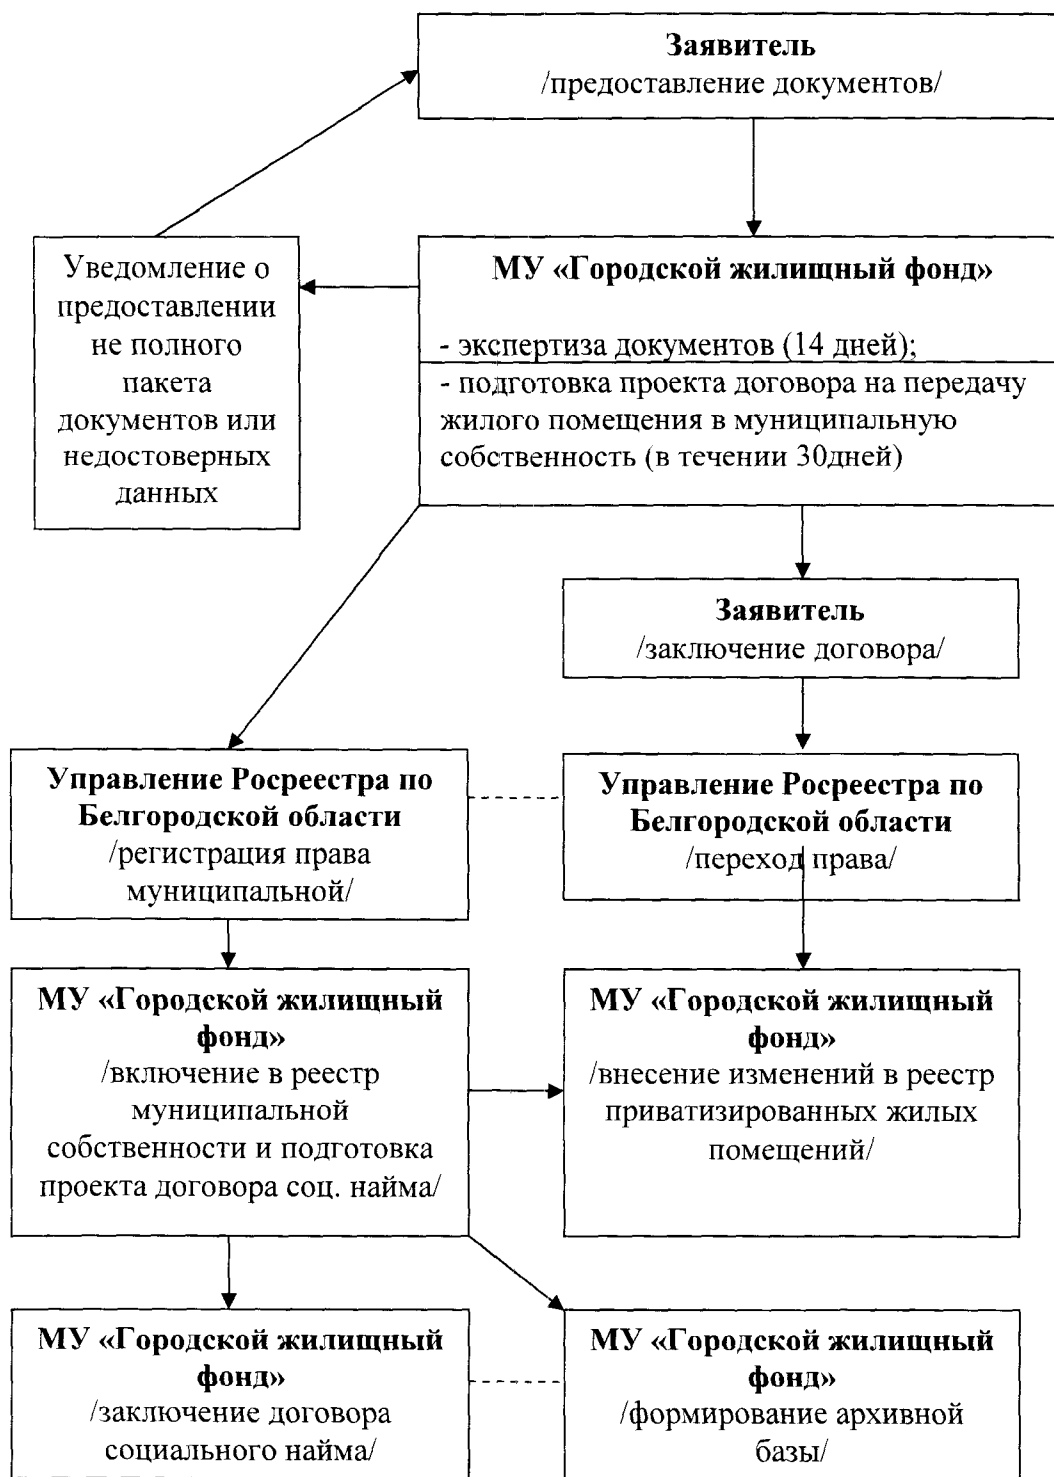 Заявитель
/предоставление документов/
Уведомление о
предоставлении
не полного
пакета
документов или
недостоверных
данных
МУ «Городской жилищный фонд»
- экспертиза документов (14 дней);
- подготовка проекта договора на передачу
жилого помещения в муниципальную
собственность (в течении 30дней)
Заявитель
/заключение договора/
Управление Росреестра по
Белгородской области
/регистрация права
муниципальной/
Управление Росреестра по
Белгородской области
/переход права/
МУ «Городской жилищный
фонд»
/включение в реестр
муниципальной
собственности и подготовка
проекта договора соц. найма/
МУ «Городской жилищный
фонд»
/внесение изменений в реестр
приватизированных жилых
помещений/
МУ «Городской жилищный
фонд»
/заключение договора
социального найма/
МУ «Городской жилищный
фонд»
/формирование архивной
базы/